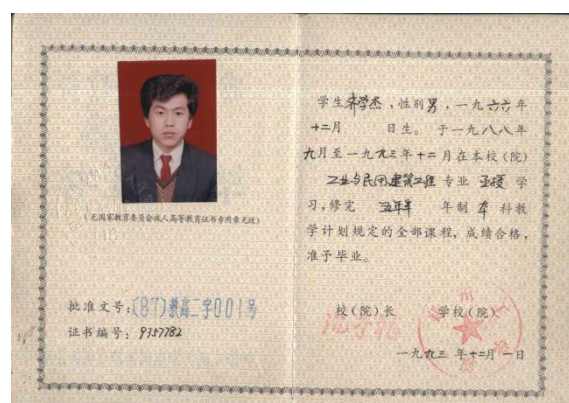 (无国家教育委员会成人高等教育证书专用章无效)
批准文号:(87)教高二字001号
证书编号:9357782
学生齐学杰,性别男,一九六六年
十二月 日生。于一九八八年
九月至一九九三年十二月在本校(院)
工业与民用建筑工程专业 学
习,修完 五年半 年制 本 科教
学计划规定的全部课程,成绩合格,
准予毕业。
校(院)长 学校(院)
一九九三年十二月一日